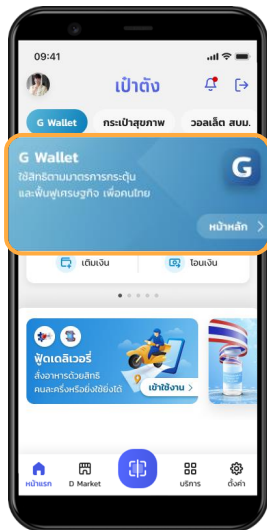 09:41
เป๋าตัง
G Wallet
กระเป๋าสุขภาพ
วอลเล็ต สบม.
G Wallet
ใช้สิทธิตามมาตรการกระตุ้น
และฟื้นฟูเศรษฐกิจ เพื่อคนไทย
G
หน้าหลัก
เติมเงิน
โอนเงิน
ฟู้ดเดลิเวอรี่
สั่งอาหารด้วยสิทธิ
คนละครึ่งหรือยิ่งใช้ยิ่งได้
เข้าใช้งาน
หน้าแรก
D Market
บริการ
ตั้งค่า